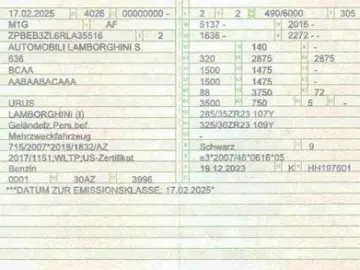 17.02.2025 4026 00000000 - 2 2 490/6000 305
M1G AF 5137 - 2016 -
ZPBEB3ZL6RLA35516 2 1638 - 2272 - -
AUTOMOBILI LAMBORGHINI S. 140 -
636 320 2875 2875
BCAA 1500 1475 -
AABAABACAAA 1500 1475 -
88 3750 72
URUS 3500 750 5 -
LAMBORGHINI (I) 285/35ZR23 107Y
Geländefz.Pers.bef. 325/30ZR23 109Y
Mehrzweckfahrzeug -
715/2007*2018/1832/AZ Schwarz 9
2017/1151;WLTP;US-Zertifikat e3*2007/46*0616*05
Benzin 19.12.2023 K HH197601
0001 30AZ 3996
***DATUM ZUR EMISSIONSKLASSE: 17.02.2025*